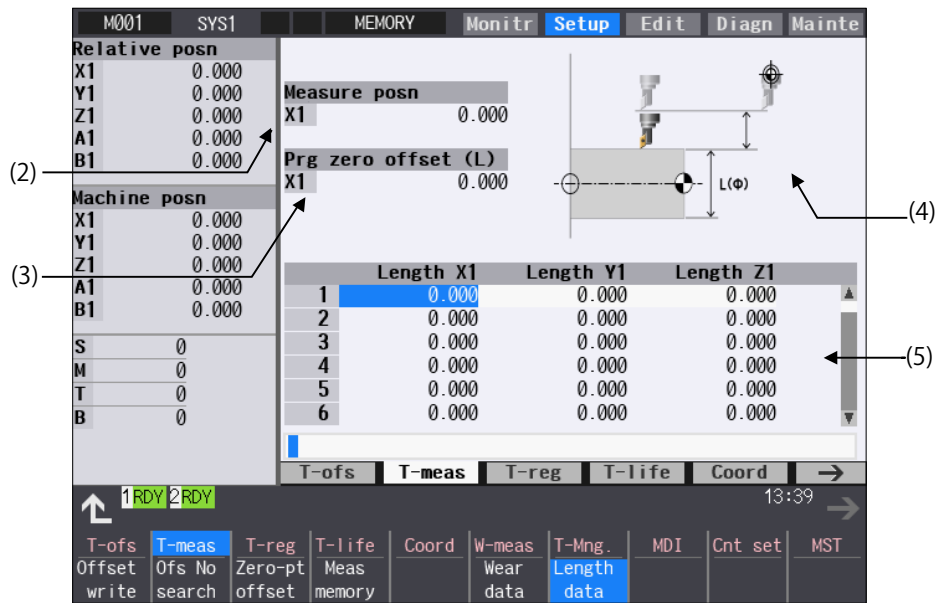 M001 SYS1 MEMORY Monitr Setup Edit Diagn Mainte
Relative posn
X1 0.000
Y1 0.000
Z1 0.000
A1 0.000
B1 0.000
Machine posn
X1 0.000
Y1 0.000
Z1 0.000
A1 0.000
B1 0.000
S 0
M 0
T 0
B 0
Measure posn
X1 0.000
Prg zero offset (L)
X1 0.000
L(Φ)
(2)
(3)
(4)
(5)
Length X1 Length Y1 Length Z1
1 0.000 0.000 0.000
2 0.000 0.000 0.000
3 0.000 0.000 0.000
4 0.000 0.000 0.000
5 0.000 0.000 0.000
6 0.000 0.000 0.000
T-ofs T-meas T-reg T-life Coord →
1 RDY 2 RDY 13:39
T-ofs T-meas T-reg T-life Coord W-meas T-Mng. MDI Cnt set MST
Offset Ofs No Zero-pt Meas Wear Length
write search offset memory data data